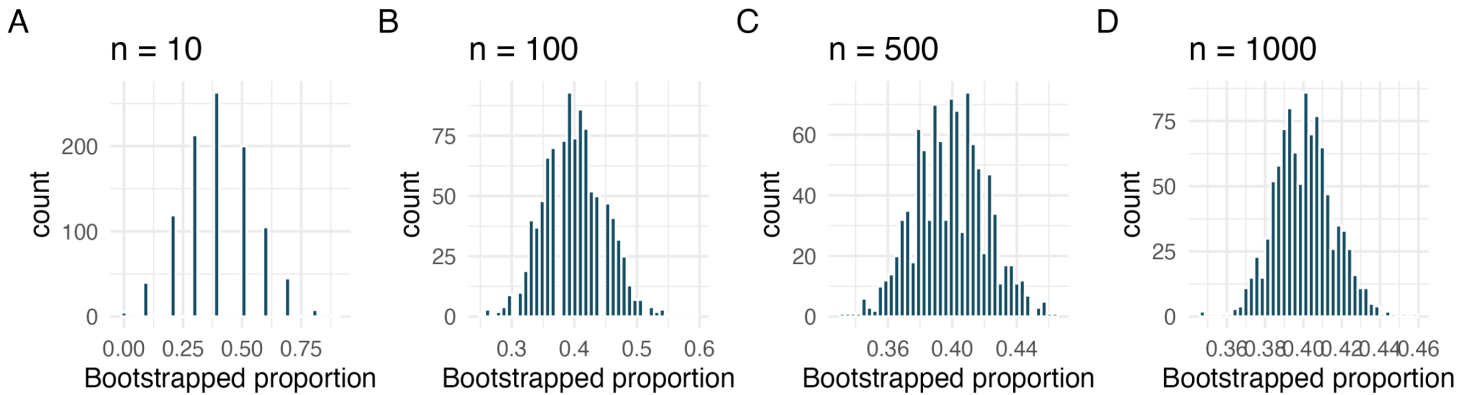 A
n = 10
count
200
100
0
0.00 0.25 0.50 0.75
Bootstrapped proportion
B
n = 100
count
75
50
25
0
0.3 0.4 0.5 0.6
Bootstrapped proportion
C
n = 500
count
60
40
20
0
0.36 0.40 0.44
Bootstrapped proportion
D
n = 1000
count
75
50
25
0
0.36 0.38 0.40 0.42 0.44 0.46
Bootstrapped proportion